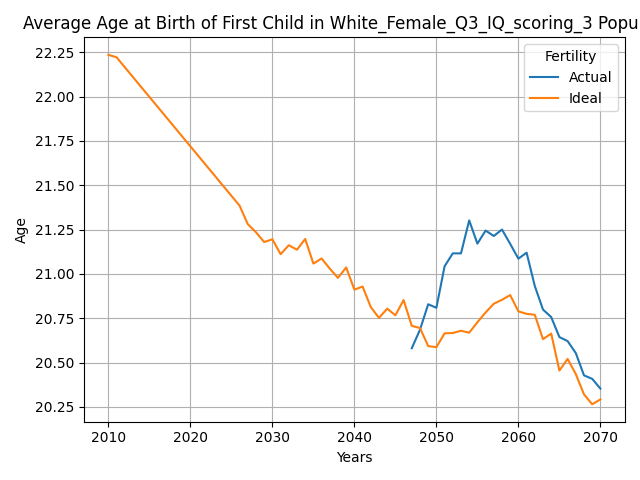 Average Age at Birth of First Child in White_Female_Q3_IQ_scoring_3 Popu
22.25
22.00
21.75
21.50
21.25
21.00
20.75
20.50
20.25
Age
Fertility
Actual
Ideal
2010 2020 2030 2040 2050 2060 2070
Years